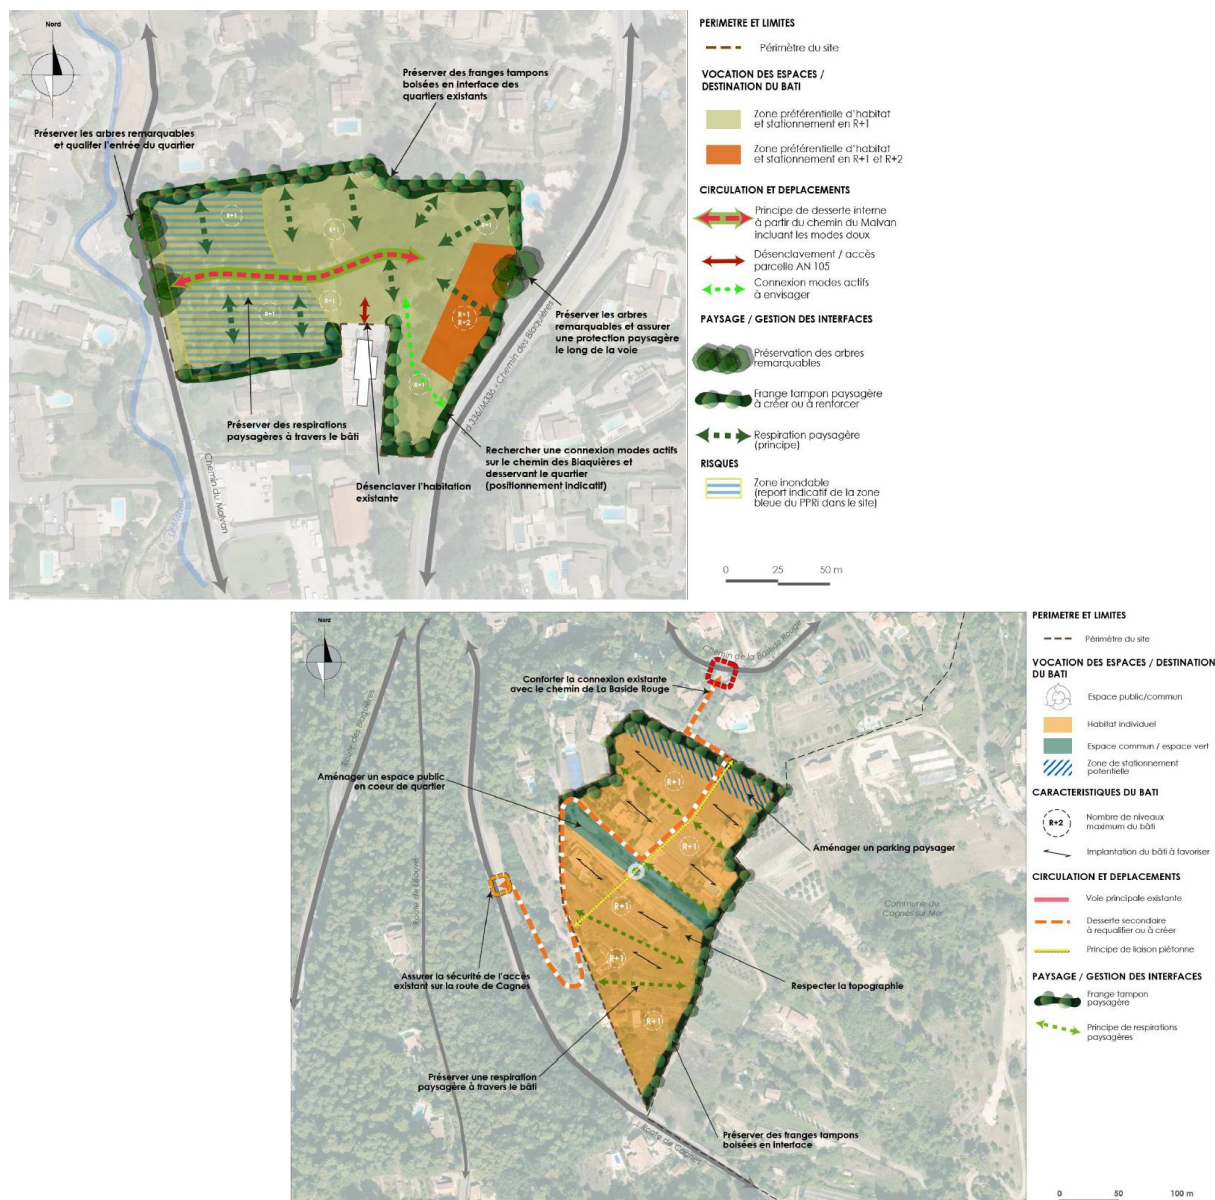 Nord
Préserver des franges tampons
boisées en interface des
quartiers existants
Préserver les arbres remarquables
et qualifer l'entrée du quartier
R+1
R+1
R+1
R+1
R+1
R+1
R+2
R+1
Préserver les arbres
remarquables et assurer
une protection paysagère
le long de la voie
Préserver des respirations
paysagères à travers le bâti
Rechercher une connexion modes actifs
sur le chemin des Blaquières et
desservant le quartier
(positionnement indicatif)
Désenclaver l'habitation
existante
Chemin du Malvan
Le Malvan
336/M336 - Chemin des Blaquières
PERIMETRE ET LIMITES
Périmètre du site
VOCATION DES ESPACES /
DESTINATION DU BATI
Zone préférentielle d'habitat
et stationnement en R+1
Zone préférentielle d'habitat
et stationnement en R+1 et R+2
CIRCULATION ET DEPLACEMENTS
Principe de desserte interne
à partir du chemin du Malvan
incluant les modes doux
Désenclavement / accès
parcelle AN 105
Connexion modes actifs
à envisager
PAYSAGE / GESTION DES INTERFACES
Préservation des arbres
remarquables
Frange tampon paysagère
à créer ou à renforcer
Respiration paysagère
(principe)
RISQUES
Zone inondable
(report indicatif de la zone
bleue du PPRi dans le site)
0 25 50 m
Nord
Chemin de la Bastide Rouge
Conforter la connexion existante
avec le chemin de La Baside Rouge
Route des Blaquières
Aménager un espace public
en coeur de quartier
R+1
R+1
R+1
R+1
R+1
Aménager un parking paysager
Commune du
Cagnes sur Mer
Assurer la sécurité de l'accès
existant sur la route de Cagnes
Respecter la topographie
Préserver une respiration
paysagère à travers le bâti
Préserver des franges tampons
boisées en interface
Route de Cagnes
PERIMETRE ET LIMITES
Périmètre du site
VOCATION DES ESPACES / DESTINATION
DU BATI
Espace public/commun
Habitat individuel
Espace commun / espace vert
Zone de stationnement
potentielle
CARACTERISTIQUES DU BATI
R+2
Nombre de niveaux
maximum du bâti
Implantation du bâti à favoriser
CIRCULATION ET DEPLACEMENTS
Voie principale existante
Desserte secondaire
à requalifier ou à créer
Principe de liaison piétonne
PAYSAGE / GESTION DES INTERFACES
Frange tampon
paysagère
Principe de respirations
paysagères
0 50 100 m